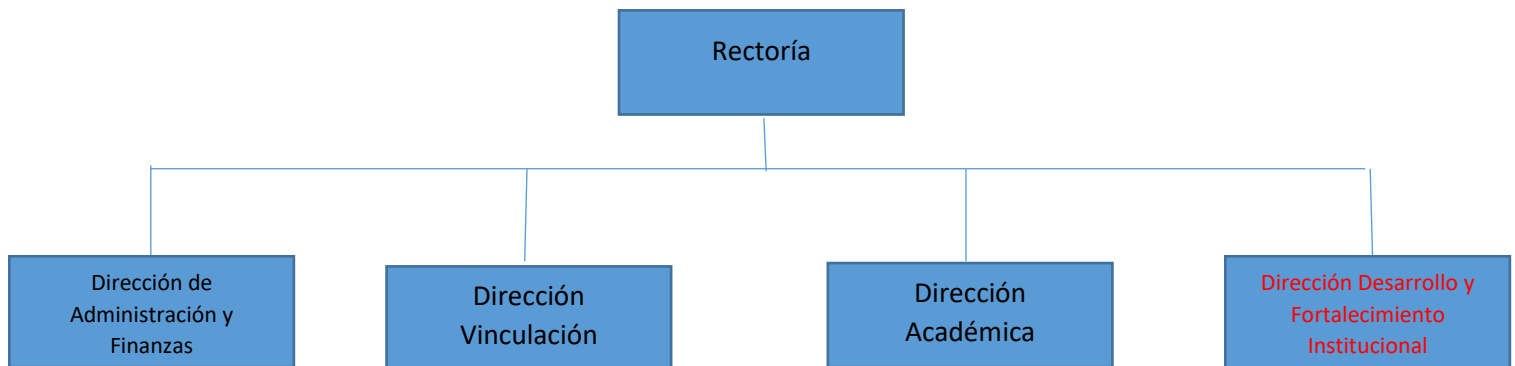 Rectoría
Dirección de
Administración y
Finanzas
Dirección
Vinculación
Dirección
Académica
Dirección Desarrollo y
Fortalecimiento
Institucional